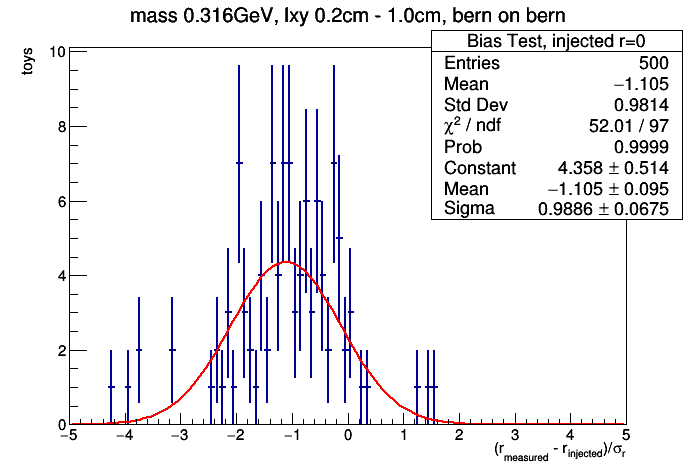 mass 0.316GeV, lxy 0.2cm - 1.0cm, bern on bern
Bias Test, injected r=0
Entries 500
Mean −1.105
Std Dev 0.9814
χ² / ndf 52.01 / 97
Prob 0.9999
Constant 4.358 ± 0.514
Mean −1.105 ± 0.095
Sigma 0.9886 ± 0.0675
toys
10
8
6
4
2
0
−5 −4 −3 −2 −1 0 1 2 3 4 5
(r_measured - r_injected)/σ_r